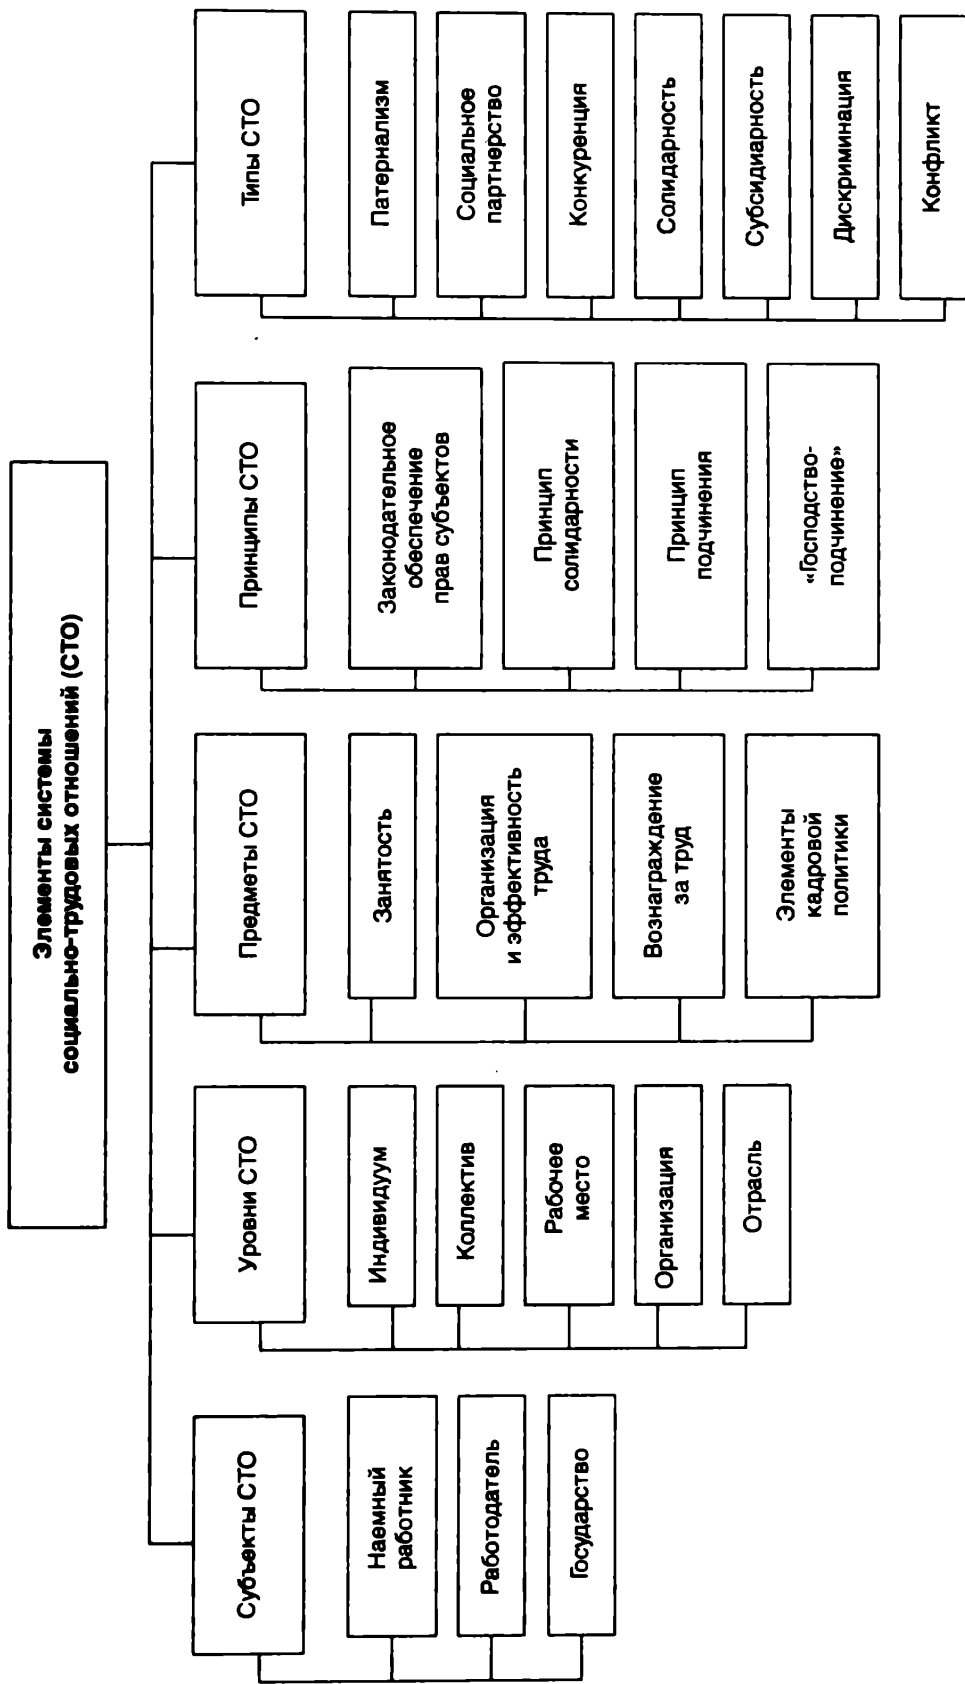 Элементы системы
социально-трудовых отношений (СТО)
Субъекты СТО
Наемный
работник
Работодатель
Государство
Уровни СТО
Индивидуум
Коллектив
Рабочее
место
Организация
Отрасль
Предметы СТО
Занятость
Организация
и эффективность
труда
Вознаграждение
за труд
Элементы
кадровой
политики
Принципы СТО
Законодательное
обеспечение
прав субъектов
Принцип
солидарности
Принцип
подчинения
«Господство-
подчинение»
Типы СТО
Патернализм
Социальное
партнерство
Конкуренция
Солидарность
Субсидиарность
Дискриминация
Конфликт